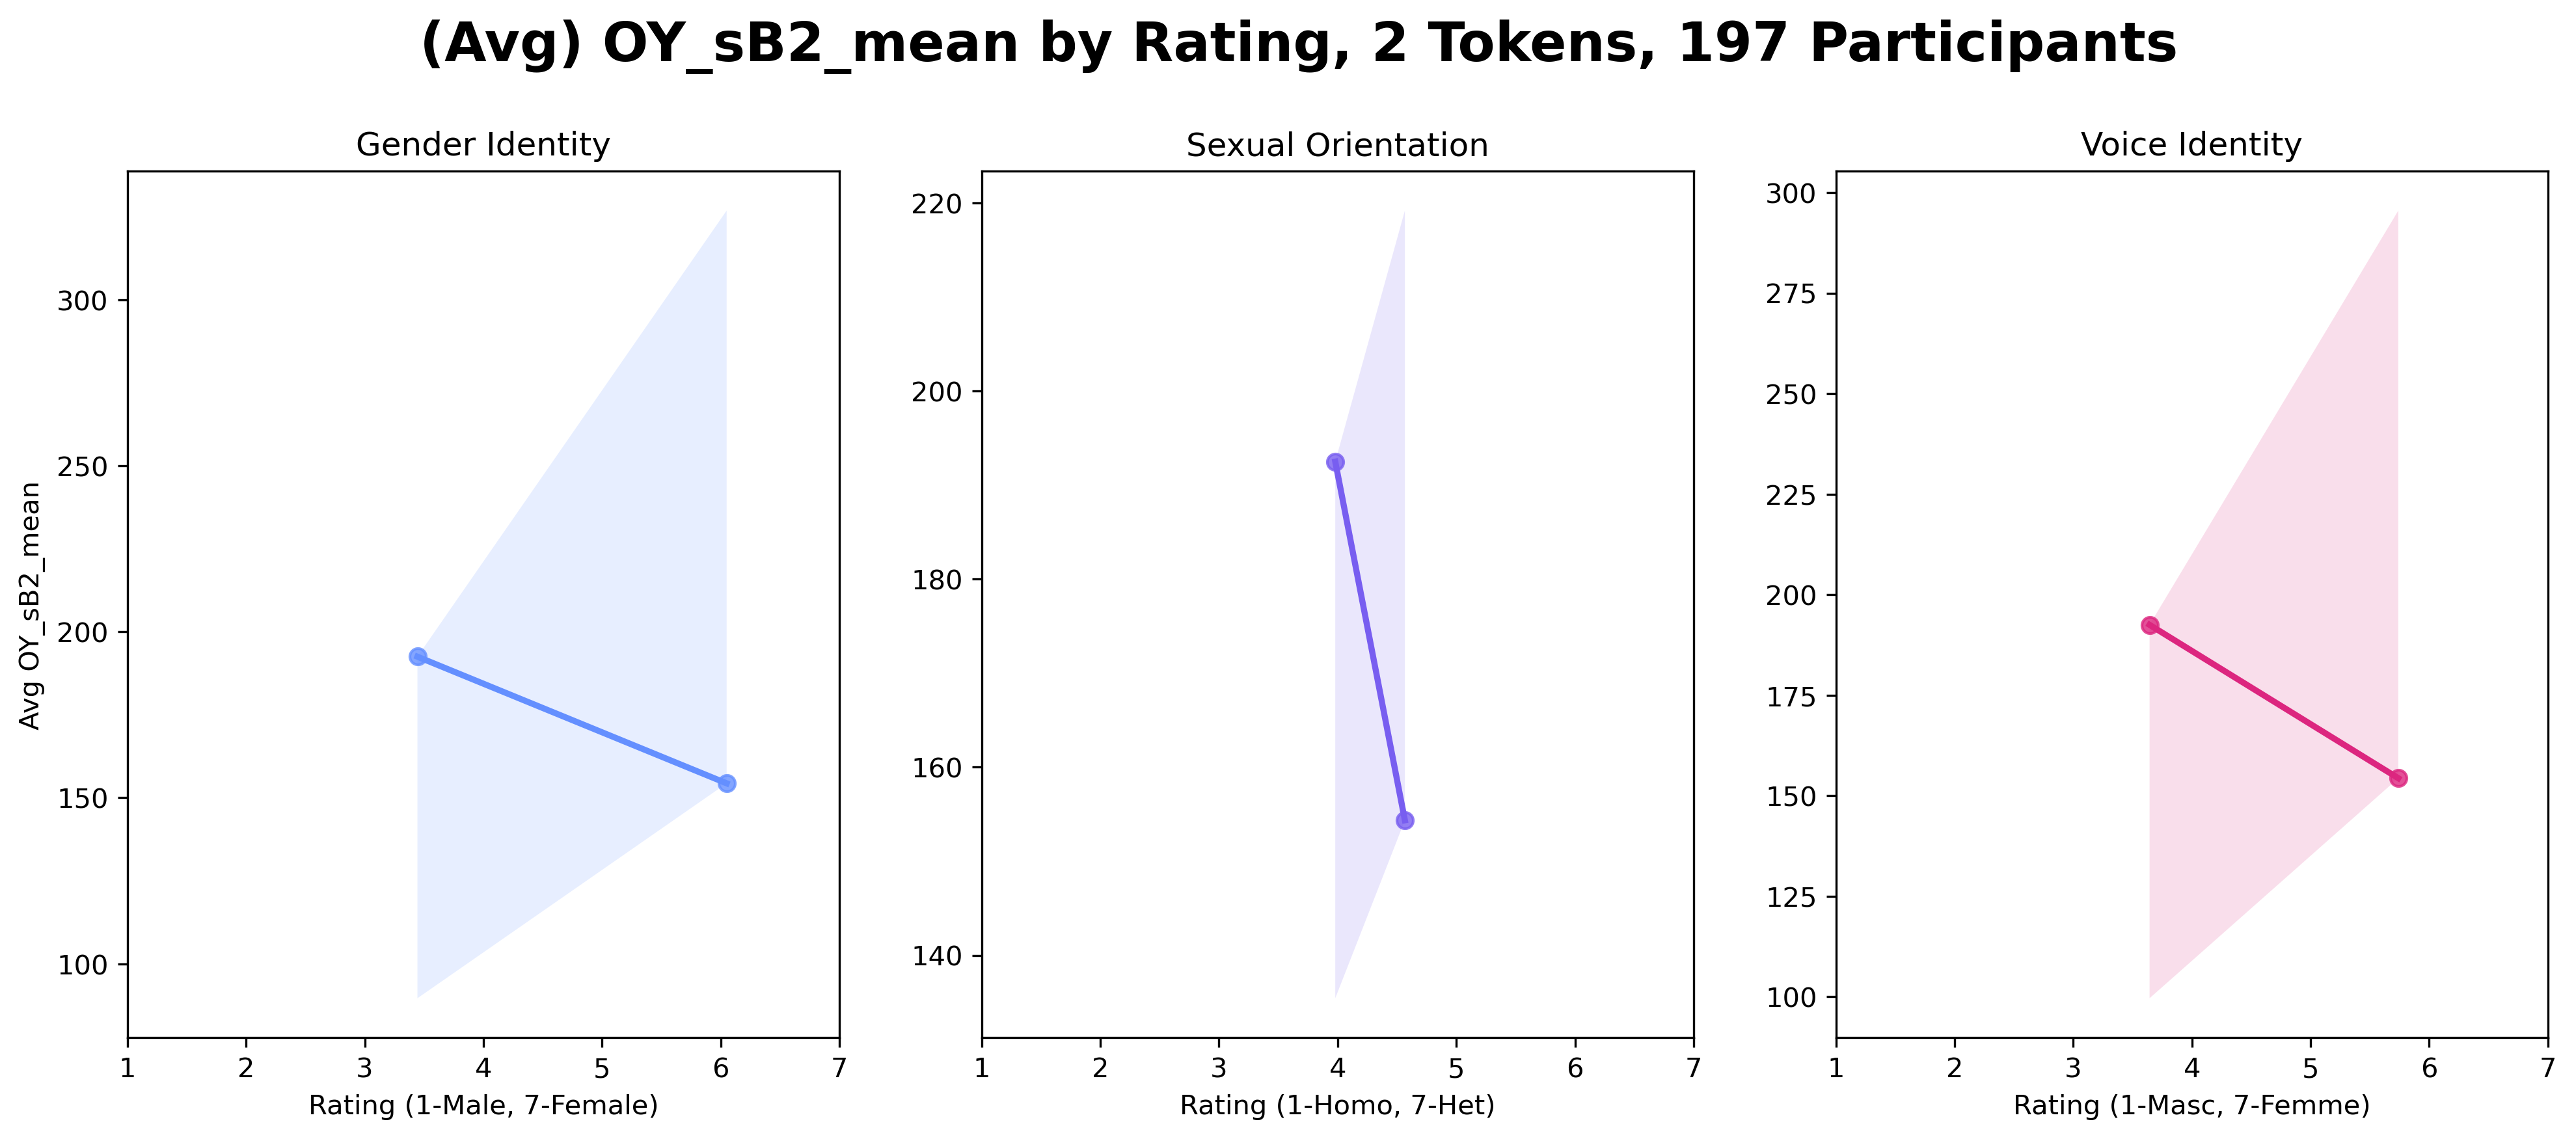 (Avg) OY_sB2_mean by Rating, 2 Tokens, 197 Participants
Gender Identity
Avg OY_sB2_mean
300
250
200
150
100
1 2 3 4 5 6 7
Rating (1-Male, 7-Female)
Sexual Orientation
220
200
180
160
140
1 2 3 4 5 6 7
Rating (1-Homo, 7-Het)
Voice Identity
300
275
250
225
200
175
150
125
100
1 2 3 4 5 6 7
Rating (1-Masc, 7-Femme)